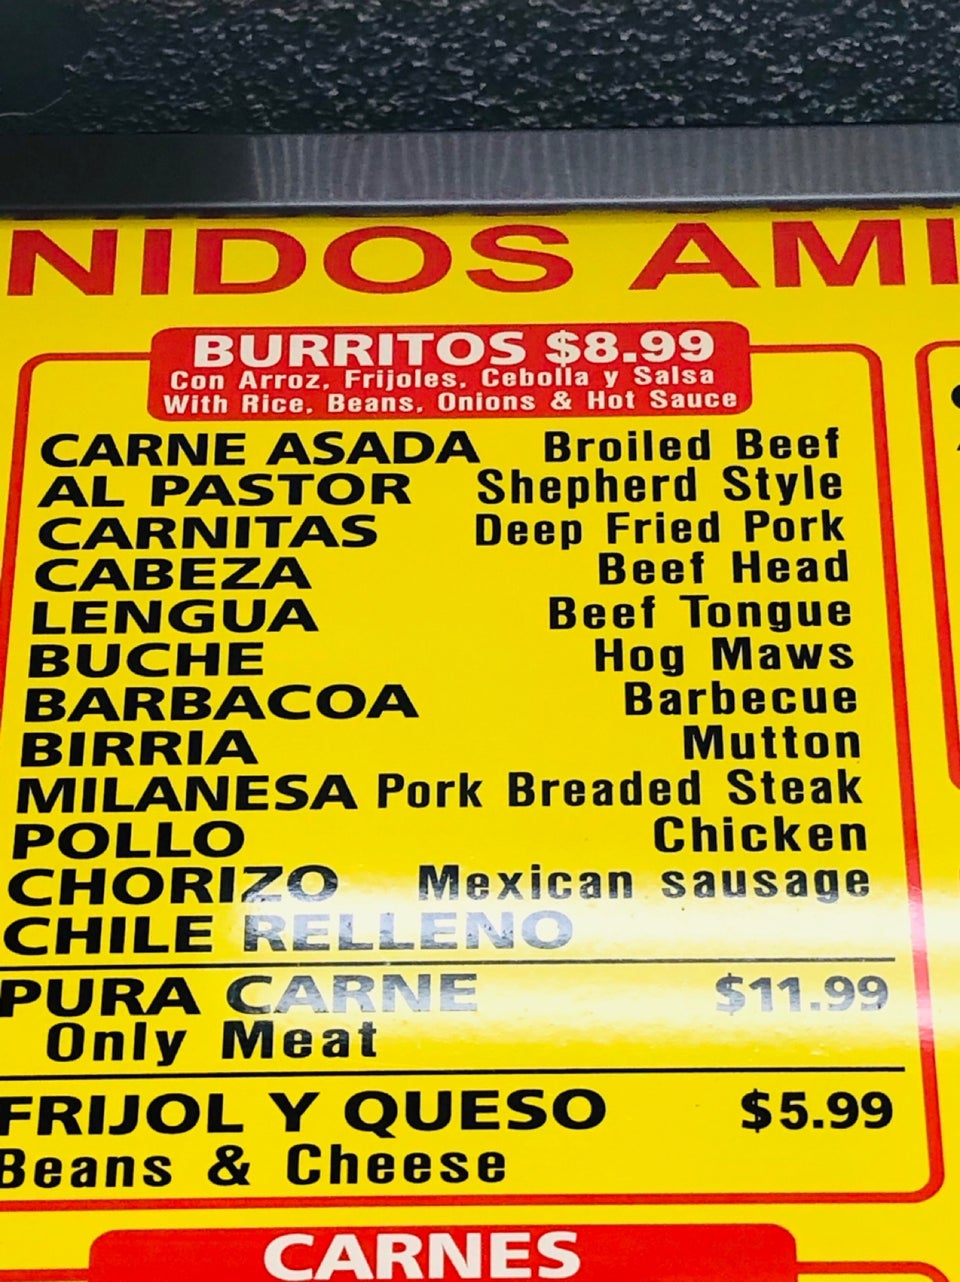 NIDOS AMI
BURRITOS $8.99
Con Arroz, Frijoles, Cebolla y Salsa
With Rice, Beans, Onions & Hot Sauce
CARNE ASADA Broiled Beef
AL PASTOR Shepherd Style
CARNITAS Deep Fried Pork
CABEZA Beef Head
LENGUA Beef Tongue
BUCHE Hog Maws
BARBACOA Barbecue
BIRRIA Mutton
MILANESA Pork Breaded Steak
POLLO Chicken
CHORIZO Mexican sausage
CHILE RELLENO
PURA CARNE $11.99
Only Meat
FRIJOL Y QUESO $5.99
Beans & Cheese
CARNES